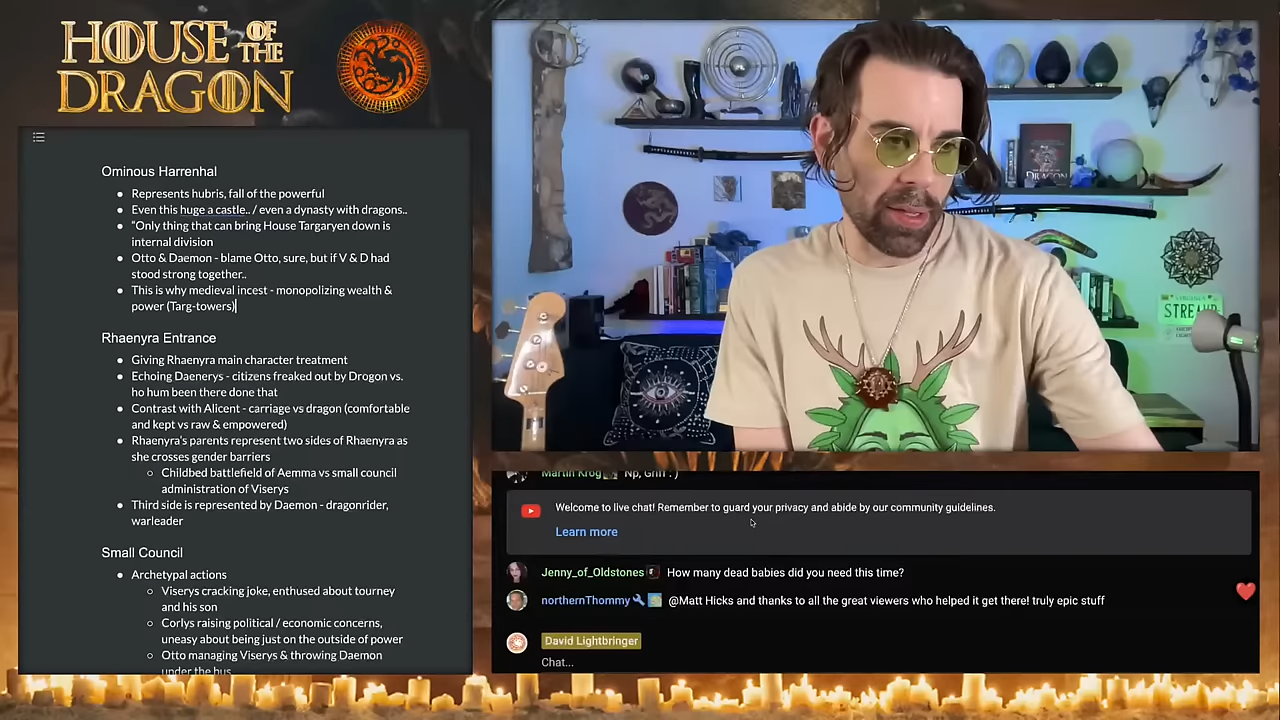 HOUSE OF THE
DRAGON
Ominous Harrenhal
Represents hubris, fall of the powerful
Even this huge a castle.. / even a dynasty with dragons..
"Only thing that can bring House Targaryen down is
internal division
Otto & Daemon - blame Otto, sure, but if V & D had
stood strong together..
This is why medieval incest - monopolizing wealth &
power (Targ-towers)
Rhaenyra Entrance
Giving Rhaenyra main character treatment
Echoing Daenerys - citizens freaked out by Drogon vs.
ho hum been there done that
Contrast with Alicent - carriage vs dragon (comfortable
and kept vs raw & empowered)
Rhaenyra's parents represent two sides of Rhaenyra as
she crosses gender barriers
Childbed battlefield of Aemma vs small council
administration of Viserys
Third side is represented by Daemon - dragonrider,
warleader
Small Council
Archetypal actions
Viserys cracking joke, enthused about tourney
and his son
Corlys raising political / economic concerns,
uneasy about being just on the outside of power
Otto managing Viserys & throwing Daemon
under the bus
DRAGON
STREAM
Martin Krog Np, Griff : )
Welcome to live chat! Remember to guard your privacy and abide by our community guidelines.
Learn more
Jenny_of_Oldstones How many dead babies did you need this time?
northernThommy @Matt Hicks and thanks to all the great viewers who helped it get there! truly epic stuff
David Lightbringer
Chat...